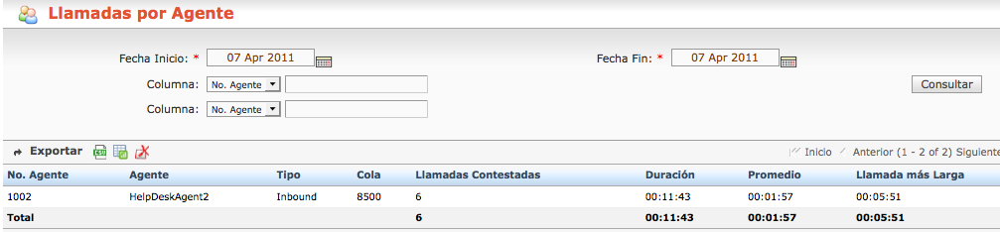 Llamadas por Agente
Fecha Inicio: * 07 Apr 2011 Fecha Fin: * 07 Apr 2011
Columna: No. Agente Consultar
Columna: No. Agente
Exportar CSV Inicio Anterior (1 - 2 of 2) Siguiente
No. Agente Agente Tipo Cola Llamadas Contestadas Duración Promedio Llamada más Larga
1002 HelpDeskAgent2 Inbound 8500 6 00:11:43 00:01:57 00:05:51
Total 6 00:11:43 00:01:57 00:05:51